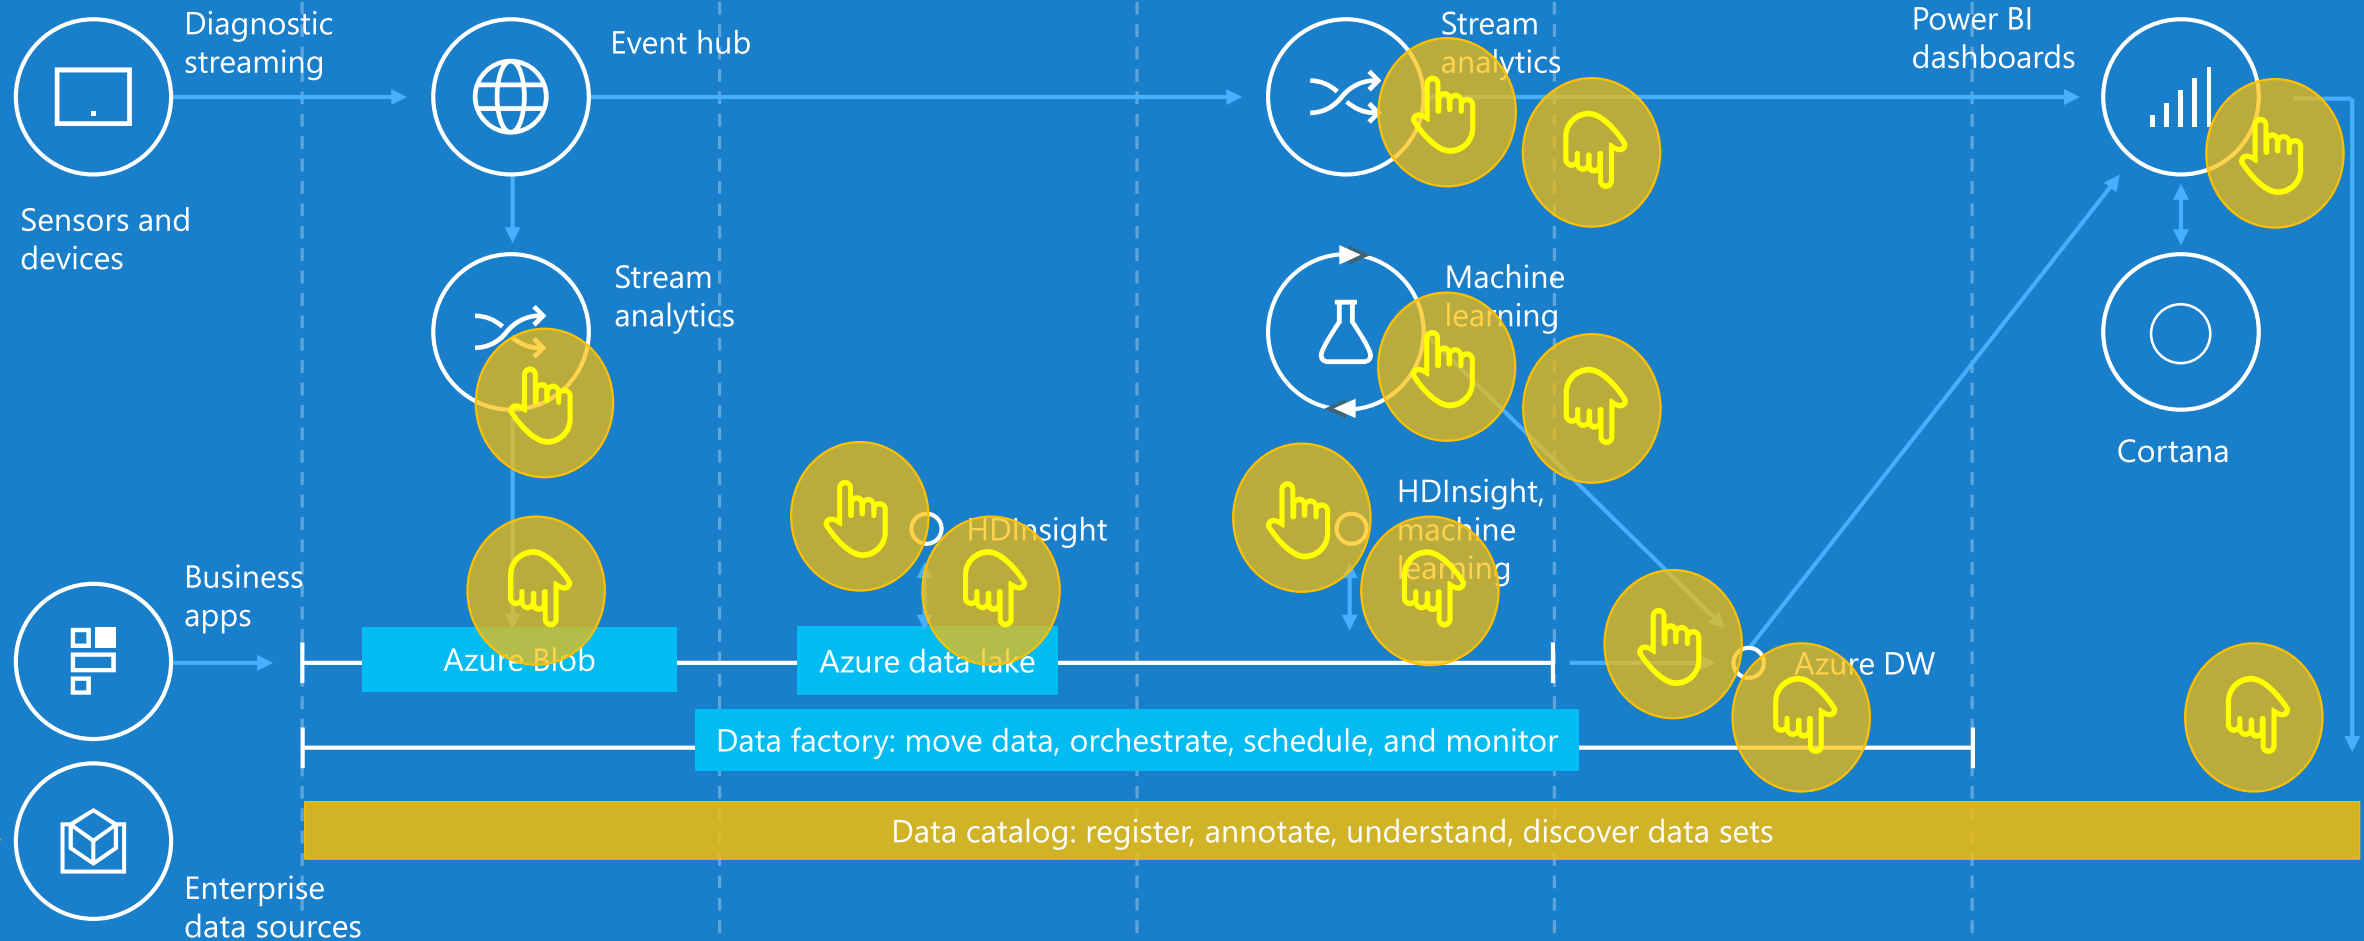 Diagnostic
streaming
Event hub
Stream
analytics
Power BI
dashboards
Sensors and
devices
Stream
analytics
Machine
learning
Cortana
HDInsight
HDInsight,
machine
learning
Business
apps
Azure Blob
Azure data lake
Azure DW
Data factory: move data, orchestrate, schedule, and monitor
Data catalog: register, annotate, understand, discover data sets
Enterprise
data sources